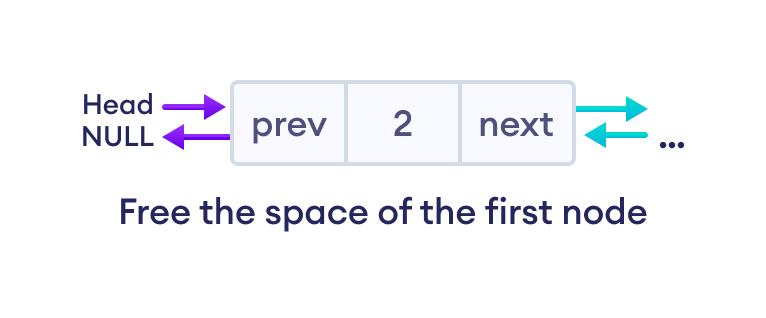 Head
NULL
prev 2 next
...
Free the space of the first node